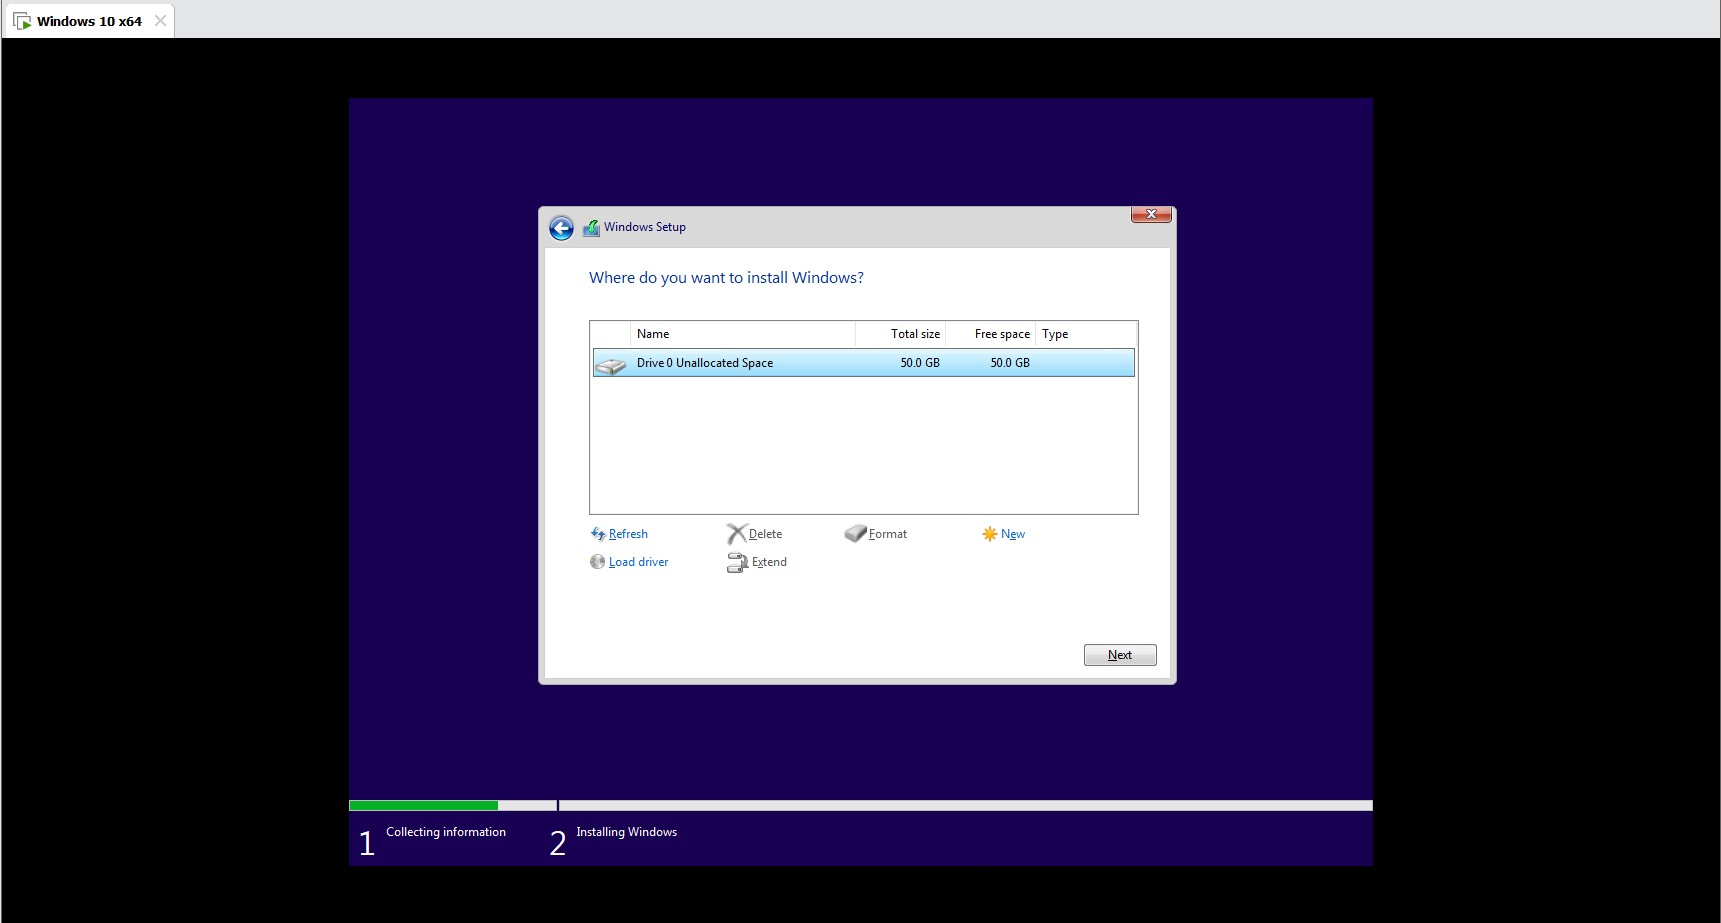 Windows 10 x64
Windows Setup
Where do you want to install Windows?
Name Total size Free space Type
Drive 0 Unallocated Space 50.0 GB 50.0 GB
Refresh Delete Format New
Load driver Extend
Next
1 Collecting information 2 Installing Windows